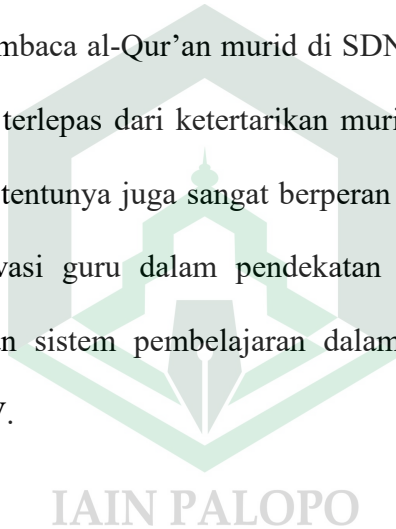 mbaca al-Qur'an murid di SDN
terlepas dari ketertarikan muri
tentunya juga sangat berperan
vasi guru dalam pendekatan
n sistem pembelajaran dalam
.
IAIN PALOPO